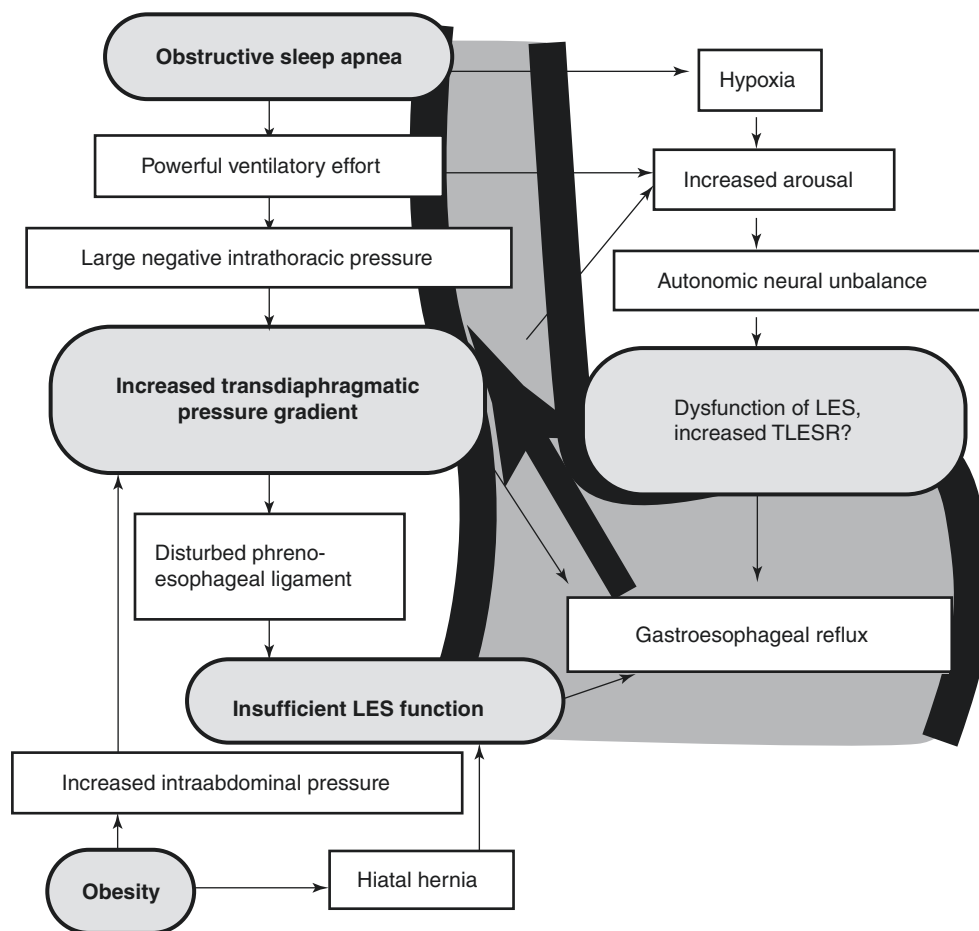 Obstructive sleep apnea
Hypoxia
Powerful ventilatory effort
Increased arousal
Large negative intrathoracic pressure
Autonomic neural unbalance
Increased transdiaphragmatic
pressure gradient
Dysfunction of LES,
increased TLESR?
Disturbed phreno-
esophageal ligament
Gastroesophageal reflux
Insufficient LES function
Increased intraabdominal pressure
Obesity
Hiatal hernia